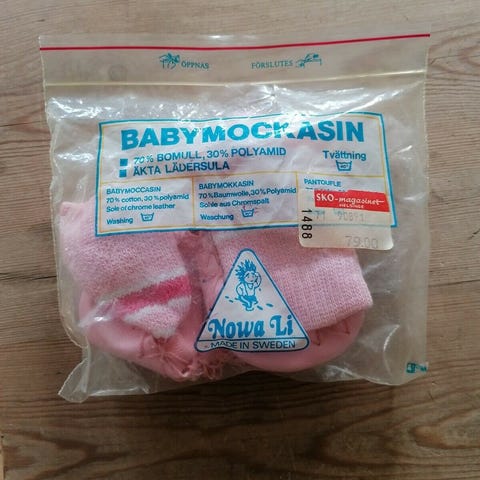 ÖPPNAS
FÖRSLUTES
BABYMOCKASIN
70% BOMULL, 30% POLYAMID
ÄKTA LÄDERSULA
Tvättning
BABYMOCCASIN
70% cotton, 30% polyamid
Sole of chrome leather
Washing
BABYMOKKASIN
70% Baumwolle, 30% Polyamid
Sohle aus Chromspalt
Waschung
PANTOUFLE
SKO-magasinet
71 90891
1488
79.00
Nowa Li
MADE IN SWEDEN